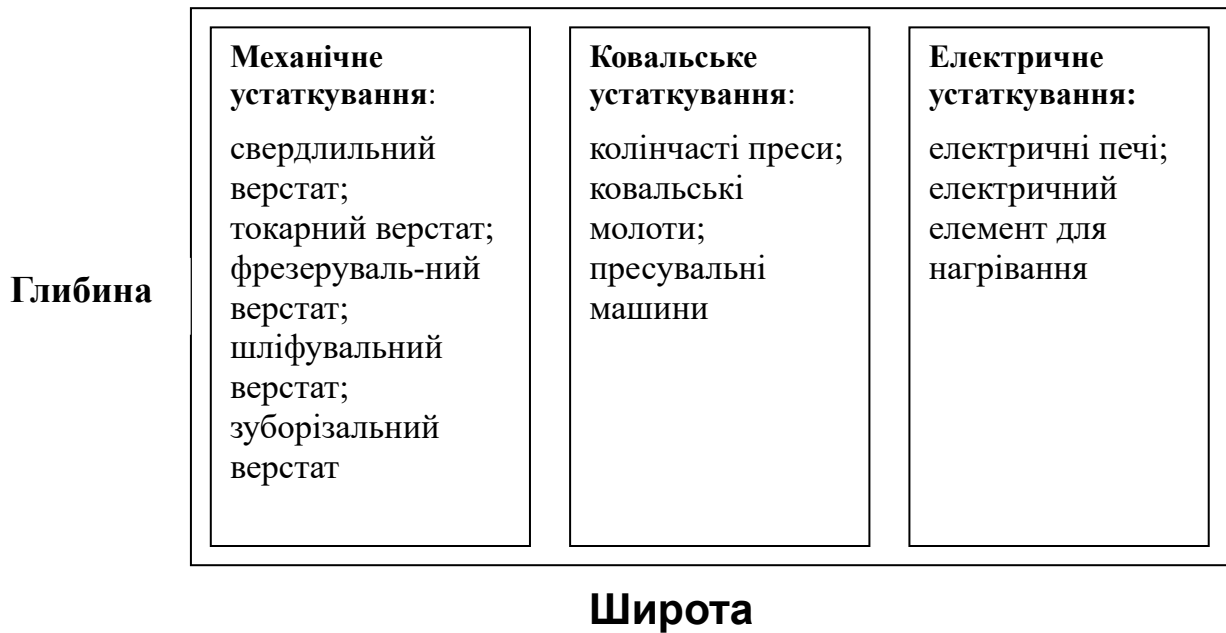 Механічне
устаткування:
свердлильний
верстат;
токарний верстат;
фрезеруваль-ний
верстат;
шліфувальний
верстат;
зуборізальний
верстат
Ковальське
устаткування:
колінчасті преси;
ковальські
молоти;
пресувальні
машини
Електричне
устаткування:
електричні печі;
електричний
елемент для
нагрівання
Глибина
Широта